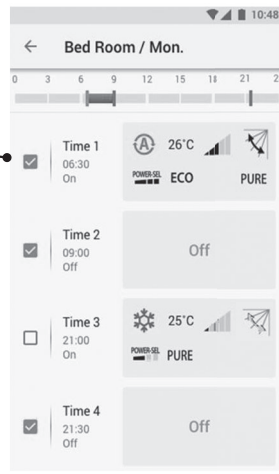 10:48
Bed Room / Mon.
0 3 6 9 12 15 18 21 2
Time 1
06:30
On
A 26°C
POWER-SEL ECO PURE
Time 2
09:00
Off
Off
Time 3
21:00
On
25°C
POWER-SEL PURE
Time 4
21:30
Off
Off